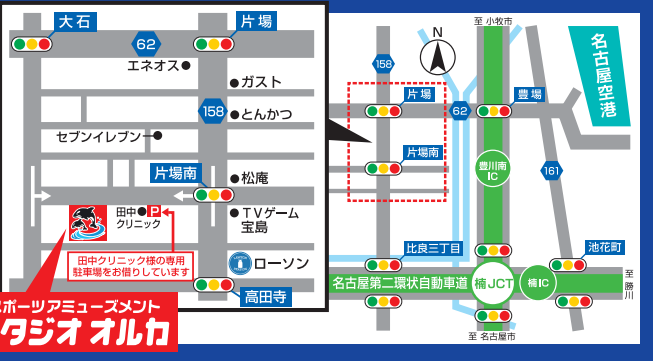 大石
片場
62
エネオス
ガスト
158
とんかつ
セブンイレブン
片場南
松庵
田中
クリニック
P
TVゲーム
宝島
田中クリニック様の専用
駐車場をお借りしています
ローソン
高田寺
ポーツアミューズメント
タジオ オルカ
至 小牧市
N
158
名古屋空港
片場
62
豊場
片場南
豊川南
IC
161
比良三丁目
池花町
名古屋第二環状自動車道
楠JCT
楠IC
至 勝川
至 名古屋市